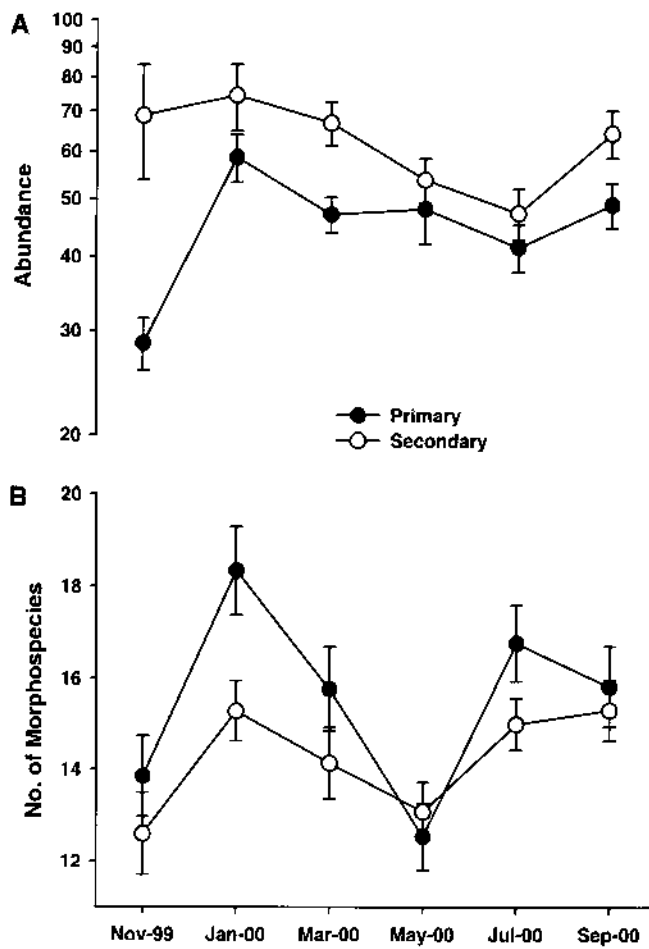 A
100
90
80
70
60
50
40
30
20
Abundance
Primary
Secondary
B
20
18
16
14
12
No. of Morphospecies
Nov-99 Jan-00 Mar-00 May-00 Jul-00 Sep-00